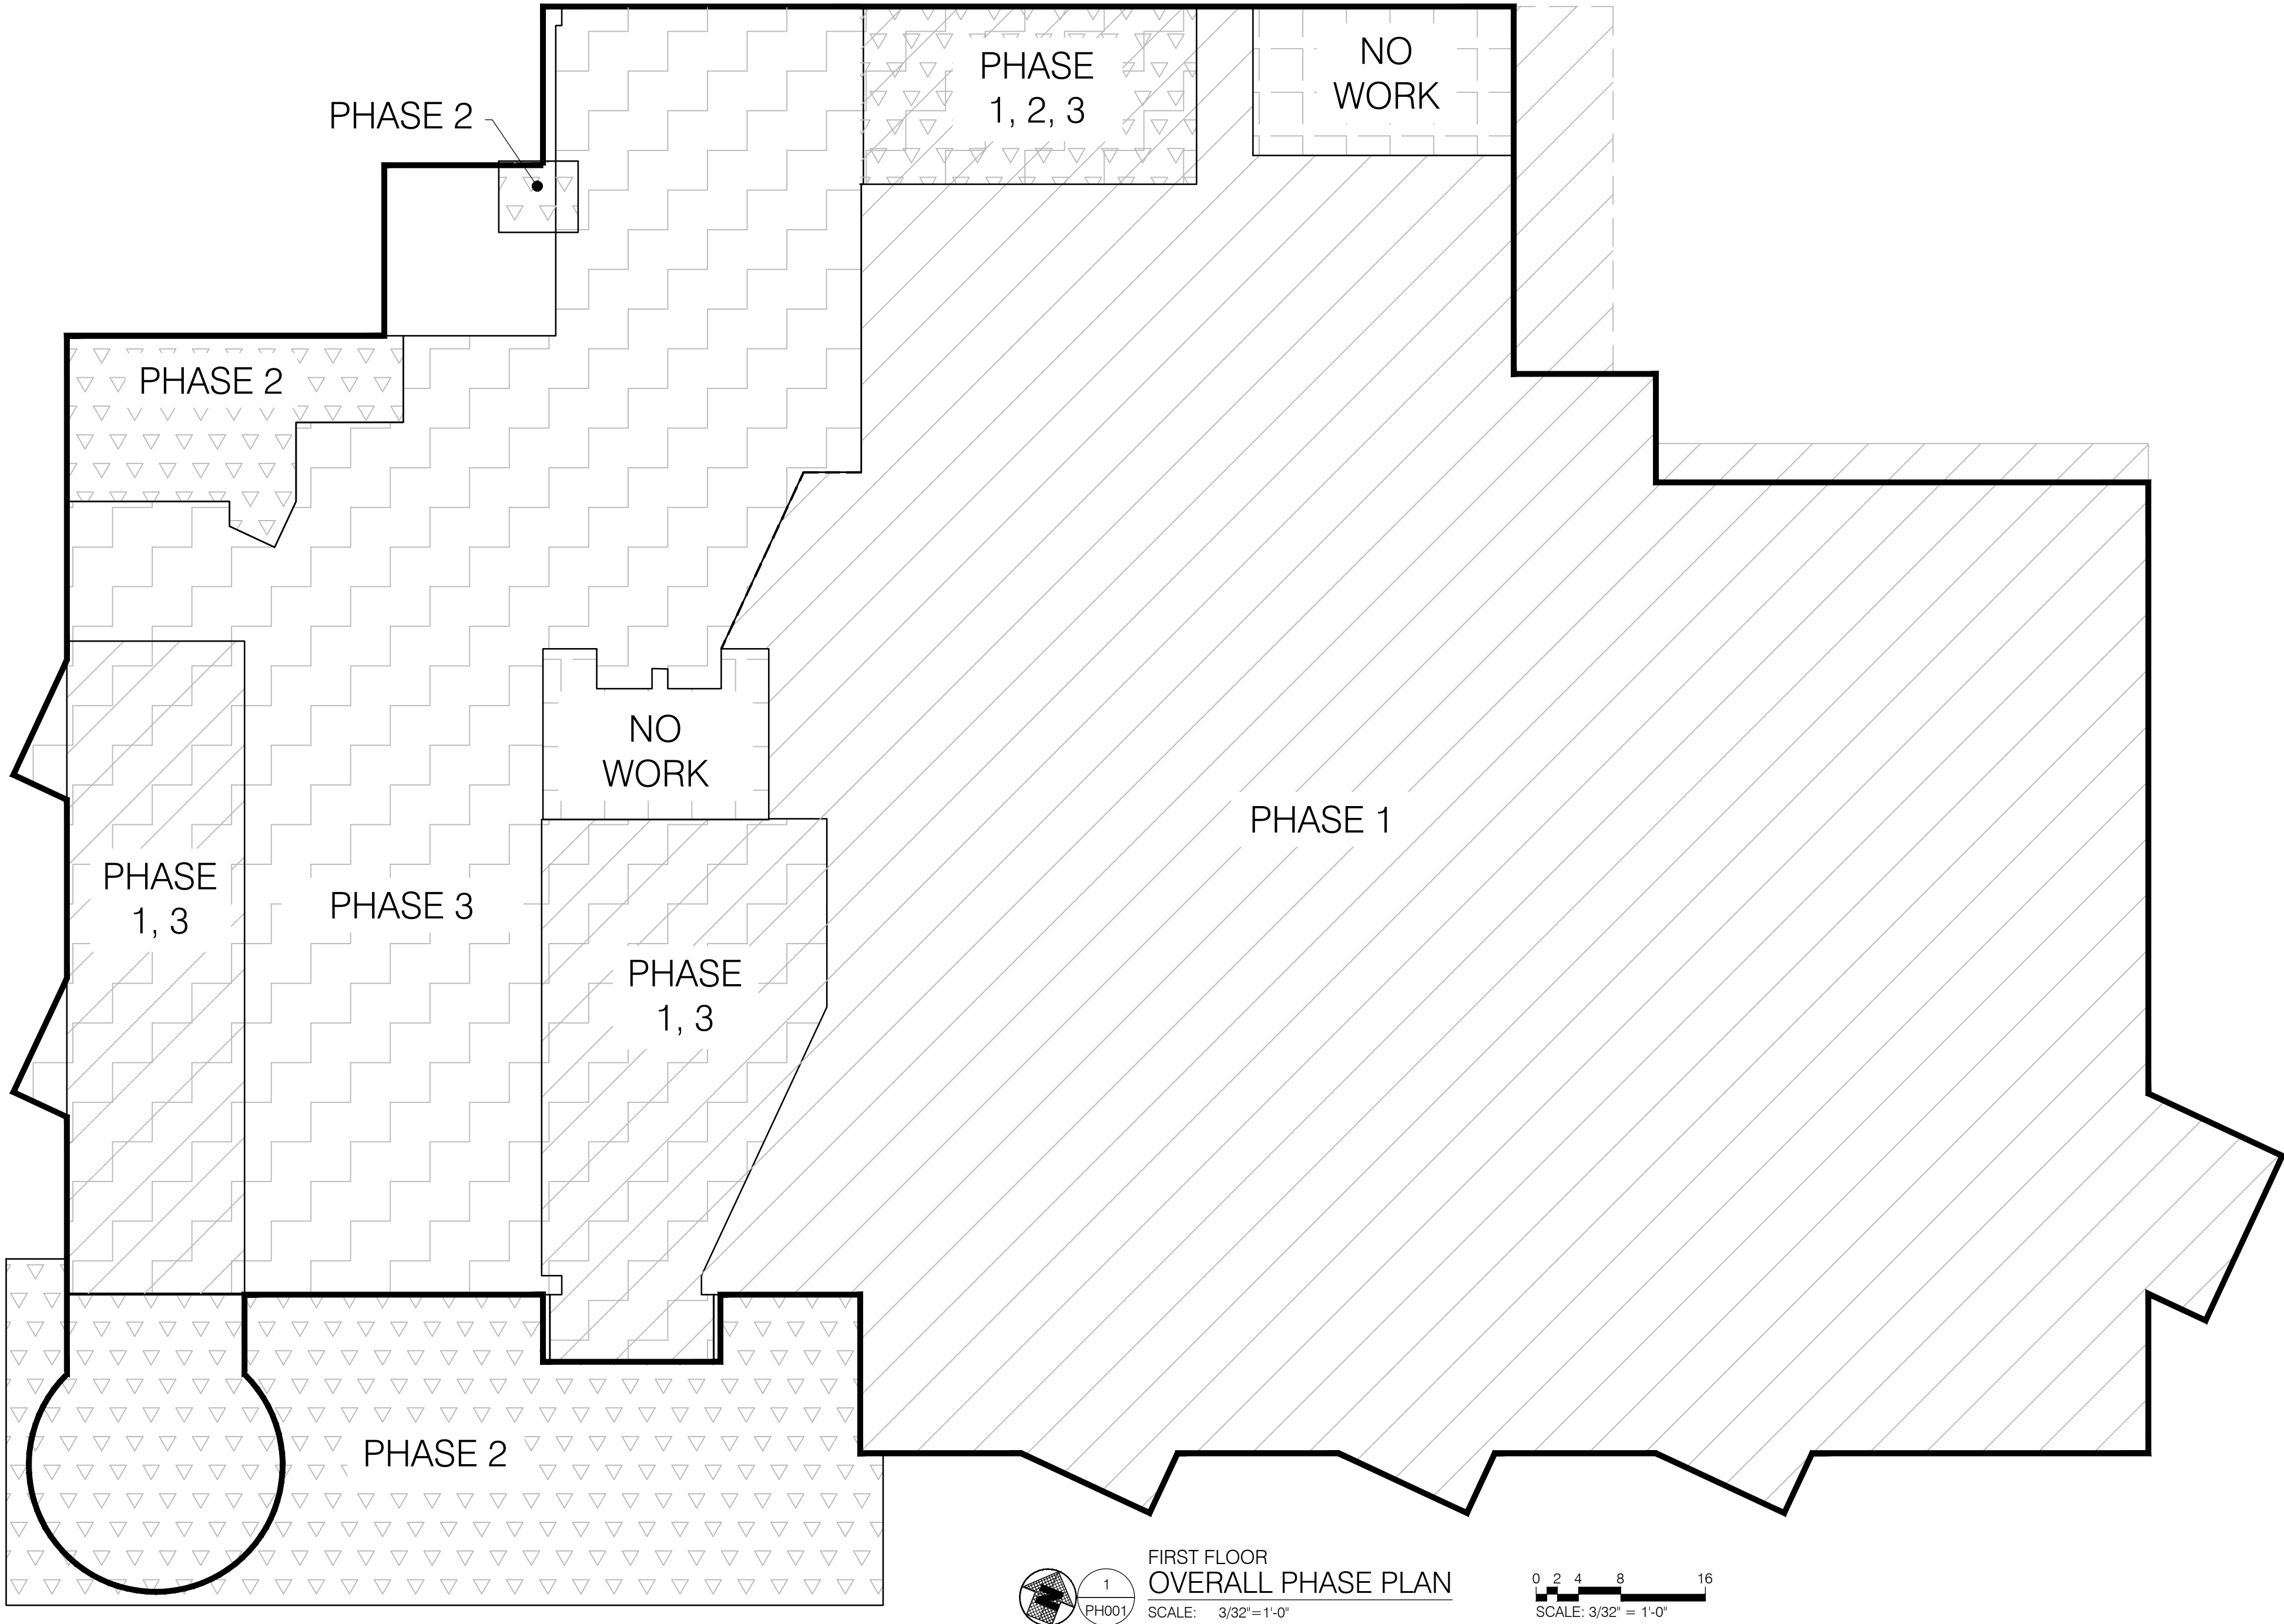 NO
WORK
PHASE
1, 2, 3
PHASE 2
PHASE 2
NO
WORK
PHASE 1
PHASE
1, 3
PHASE 3
PHASE
1, 3
PHASE 2
FIRST FLOOR
OVERALL PHASE PLAN
SCALE: 3/32"=1'-0"
1
PH001
N
0 2 4 8 16
SCALE: 3/32" = 1'-0"